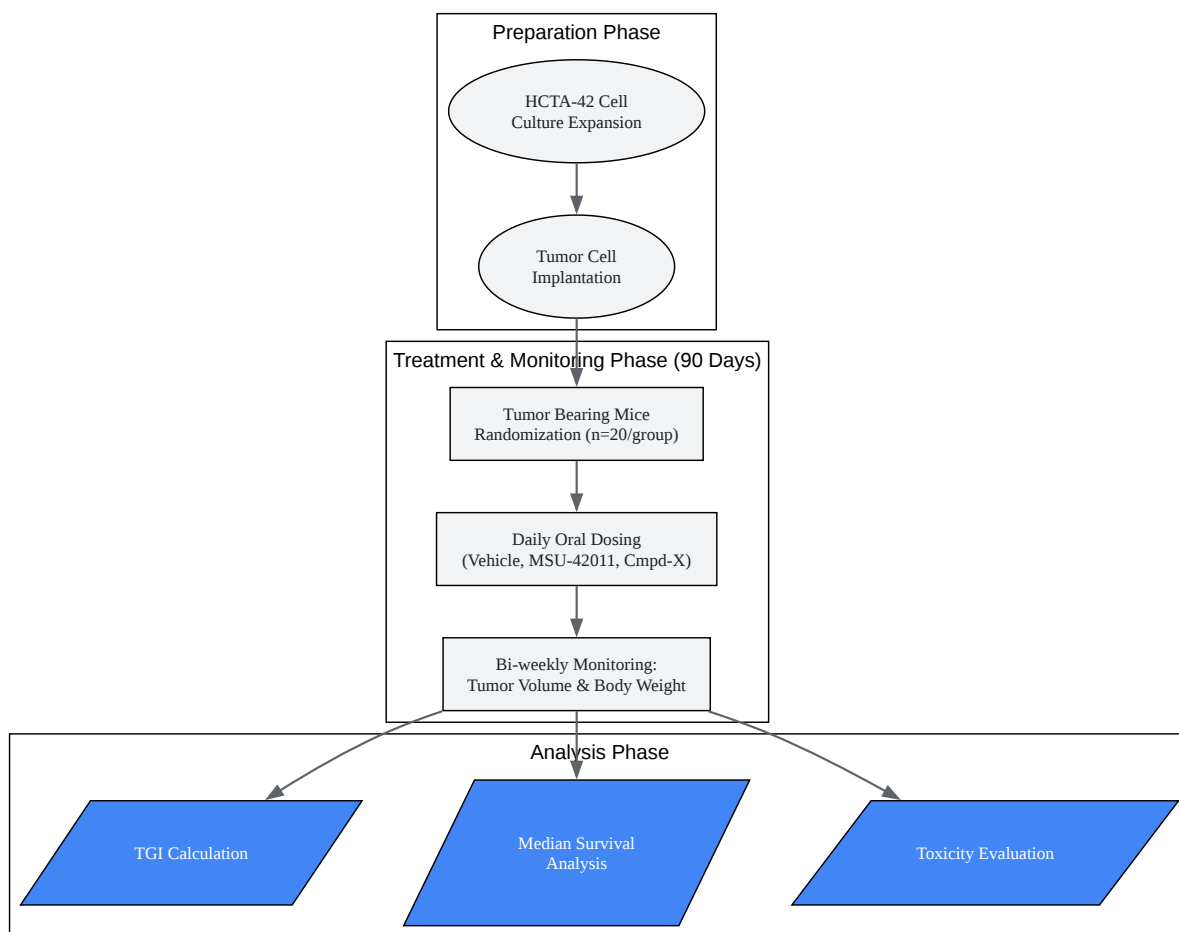 Preparation Phase
HCTA-42 Cell
Culture Expansion
Tumor Cell
Implantation
Treatment & Monitoring Phase (90 Days)
Tumor Bearing Mice
Randomization (n=20/group)
Daily Oral Dosing
(Vehicle, MSU-42011, Cmpd-X)
Bi-weekly Monitoring:
Tumor Volume & Body Weight
Analysis Phase
TGI Calculation
Median Survival
Analysis
Toxicity Evaluation